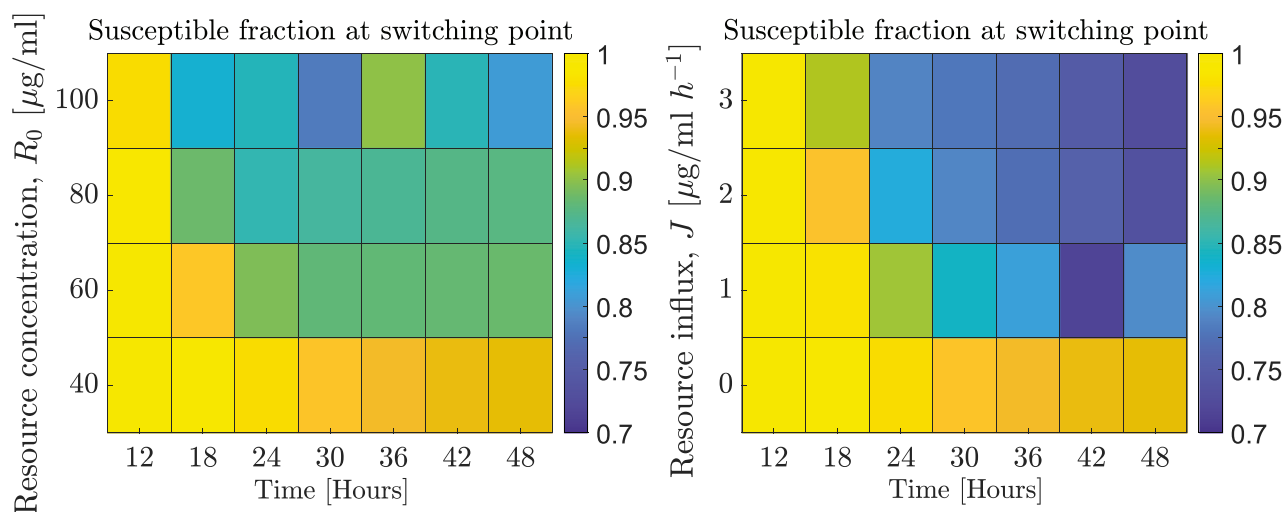 Susceptible fraction at switching point
Resource concentration, R₀ [μg/ml]
100
80
60
40
12 18 24 30 36 42 48
Time [Hours]
1
0.95
0.9
0.85
0.8
0.75
0.7
Susceptible fraction at switching point
Resource influx, J [μg/ml h⁻¹]
3
2
1
0
12 18 24 30 36 42 48
Time [Hours]
1
0.95
0.9
0.85
0.8
0.75
0.7